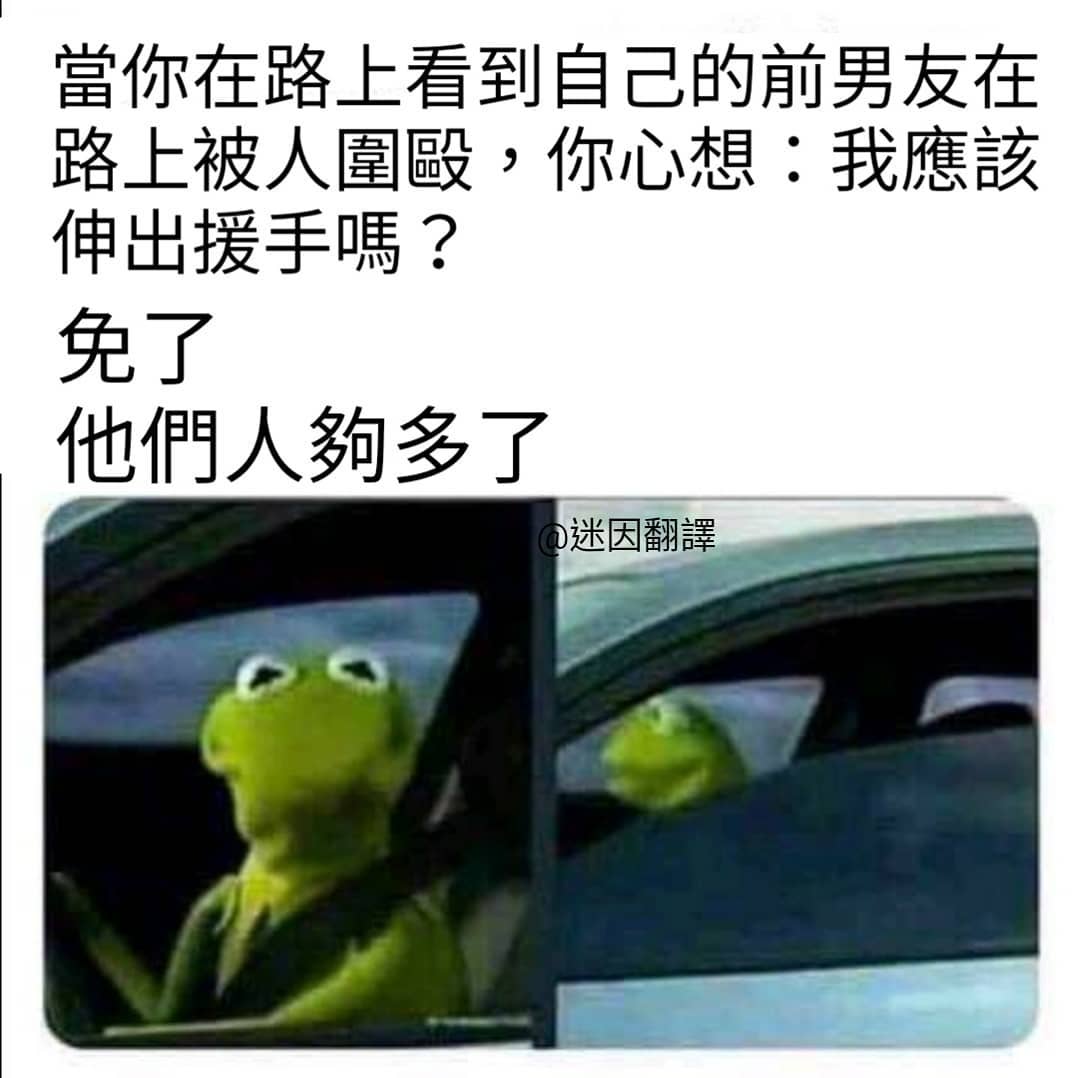 當你在路上看到自己的前男友在
路上被人圍毆，你心想：我應該
伸出援手嗎？
免了
他們人夠多了
@迷因翻譯